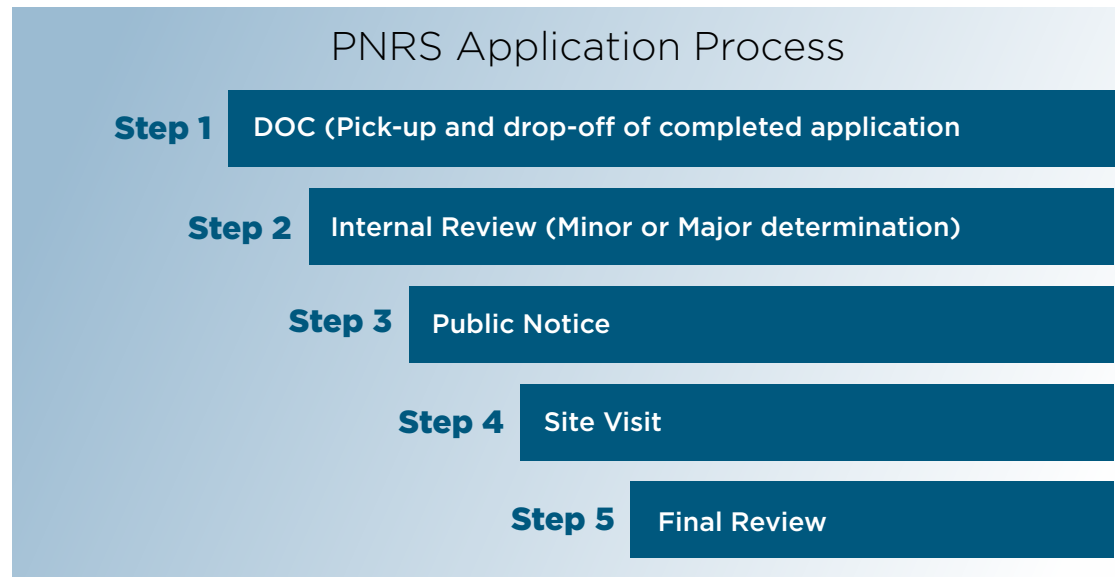 PNRS Application Process
Step 1 DOC (Pick-up and drop-off of completed application
Step 2 Internal Review (Minor or Major determination)
Step 3 Public Notice
Step 4 Site Visit
Step 5 Final Review